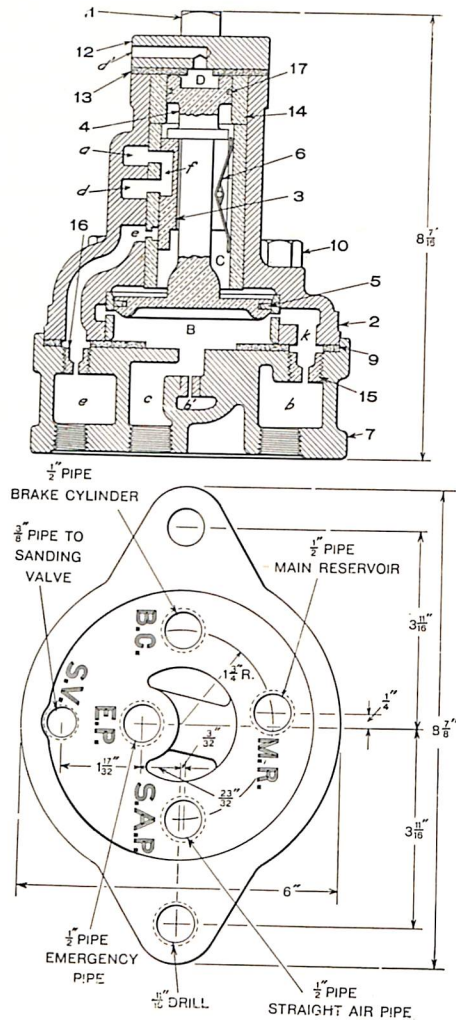 1
12
d'
13
4
a
d
16
e
D
f
C
B
17
14
6
3
10
5
2
k
9
15
7
8 7/15"
e
c
b'
b
1/2" PIPE
BRAKE CYLINDER
3/8" PIPE TO
SANDING
VALVE
1/2" PIPE
MAIN RESERVOIR
B.C.
S.V.
E.P.
S.A.P.
M.R.
1 3/4" R.
3 11/16"
1/4"
8 7/8"
3/32"
1 17/32"
23/32"
3 11/16"
6"
1/2" PIPE
EMERGENCY
PIPE
11/16" DRILL
1/2" PIPE
STRAIGHT AIR PIPE